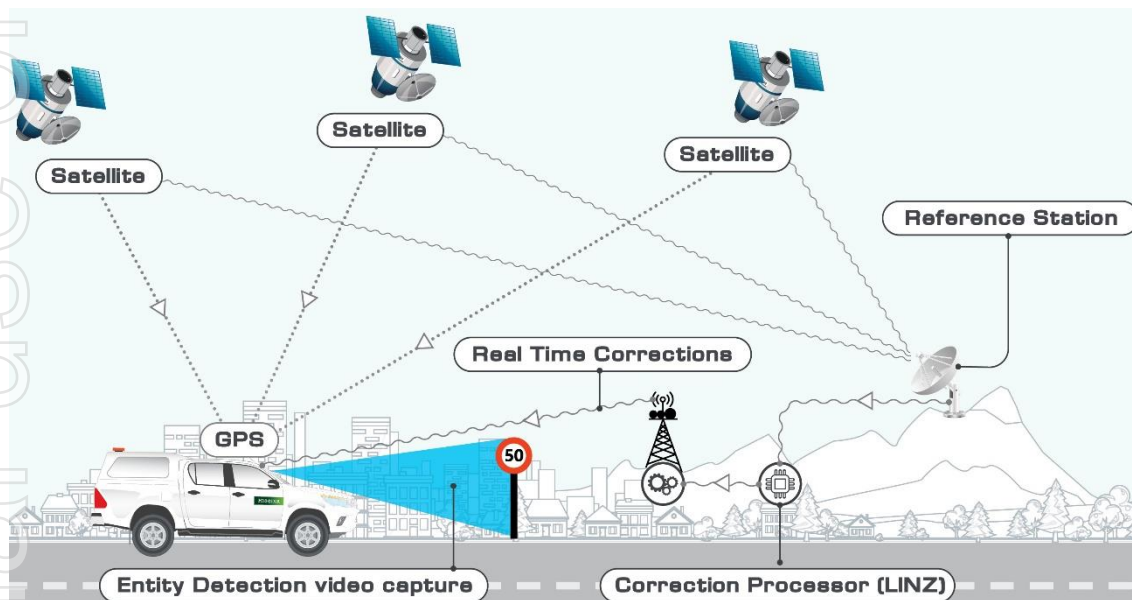 Satellite
Satellite
Satellite
Reference Station
Real Time Corrections
GPS
50
Entity Detection video capture
Correction Processor (LINZ)